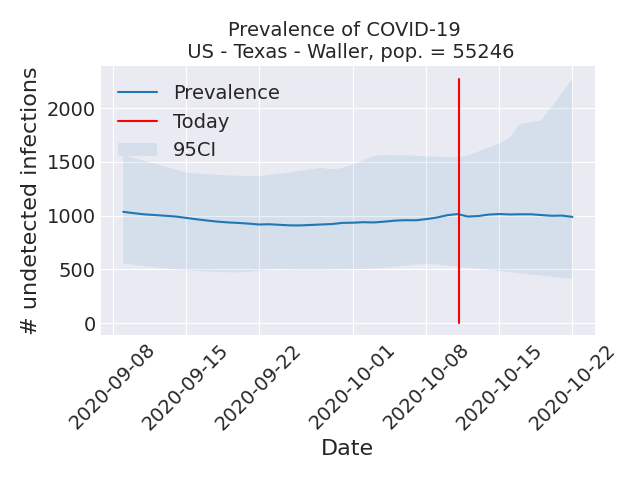 Prevalence of COVID-19
US - Texas - Waller, pop. = 55246
# undetected infections
2000
1500
1000
500
0
Prevalence
Today
95CI
2020-09-08
2020-09-15
2020-09-22
2020-10-01
2020-10-08
2020-10-15
2020-10-22
Date